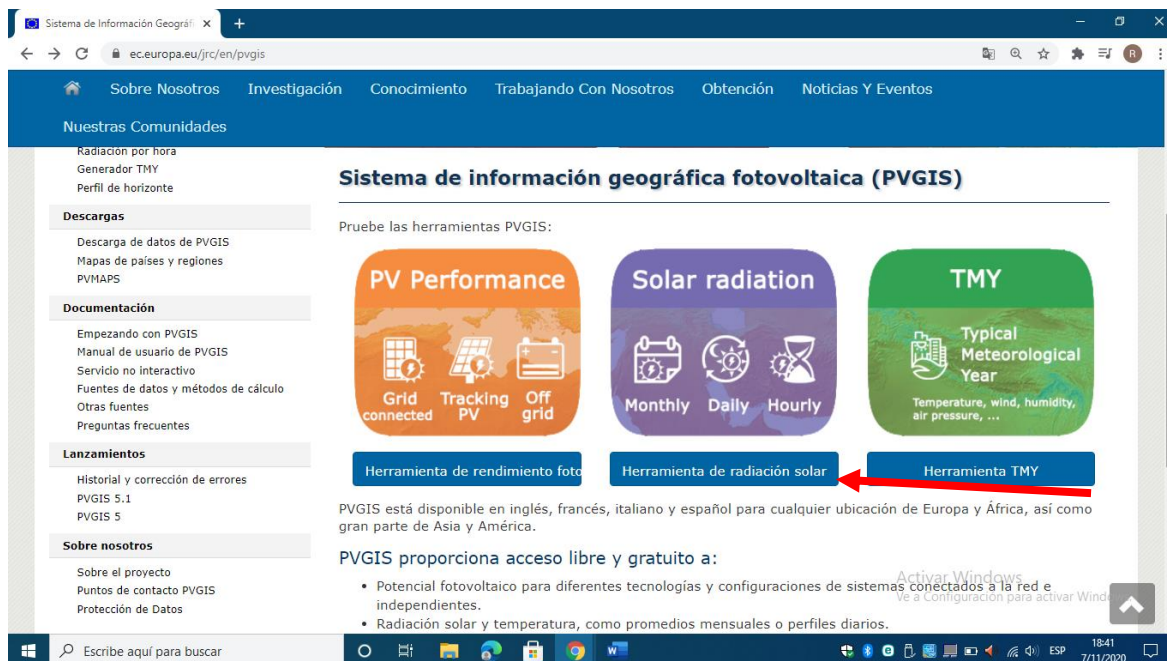 Sistema de Información Geográfi
ec.europa.eu/jrc/en/pvgis
R
Sobre Nosotros Investigación Conocimiento Trabajando Con Nosotros Obtención Noticias Y Eventos
Nuestras Comunidades
Radiación por hora
Generador TMY
Perfil de horizonte
Descargas
Descarga de datos de PVGIS
Mapas de países y regiones
PVMAPS
Documentación
Empezando con PVGIS
Manual de usuario de PVGIS
Servicio no interactivo
Fuentes de datos y métodos de cálculo
Otras fuentes
Preguntas frecuentes
Lanzamientos
Historial y corrección de errores
PVGIS 5.1
PVGIS 5
Sobre nosotros
Sobre el proyecto
Puntos de contacto PVGIS
Protección de Datos
Sistema de información geográfica fotovoltaica (PVGIS)
Pruebe las herramientas PVGIS:
PV Performance
Grid connected
Tracking PV
Off grid
Solar radiation
Monthly Daily Hourly
TMY
Typical
Meteorological
Year
Temperature, wind, humidity,
air pressure, ...
Herramienta de rendimiento foto
Herramienta de radiación solar
Herramienta TMY
PVGIS está disponible en inglés, francés, italiano y español para cualquier ubicación de Europa y África, así como
gran parte de Asia y América.
PVGIS proporciona acceso libre y gratuito a:
• Potencial fotovoltaico para diferentes tecnologías y configuraciones de sistemas conectados a la red e
independientes.
• Radiación solar y temperatura, como promedios mensuales o perfiles diarios.
Activar Windows
Ve a Configuración para activar Wind
Escribe aquí para buscar
ESP
18:41
7/11/2020